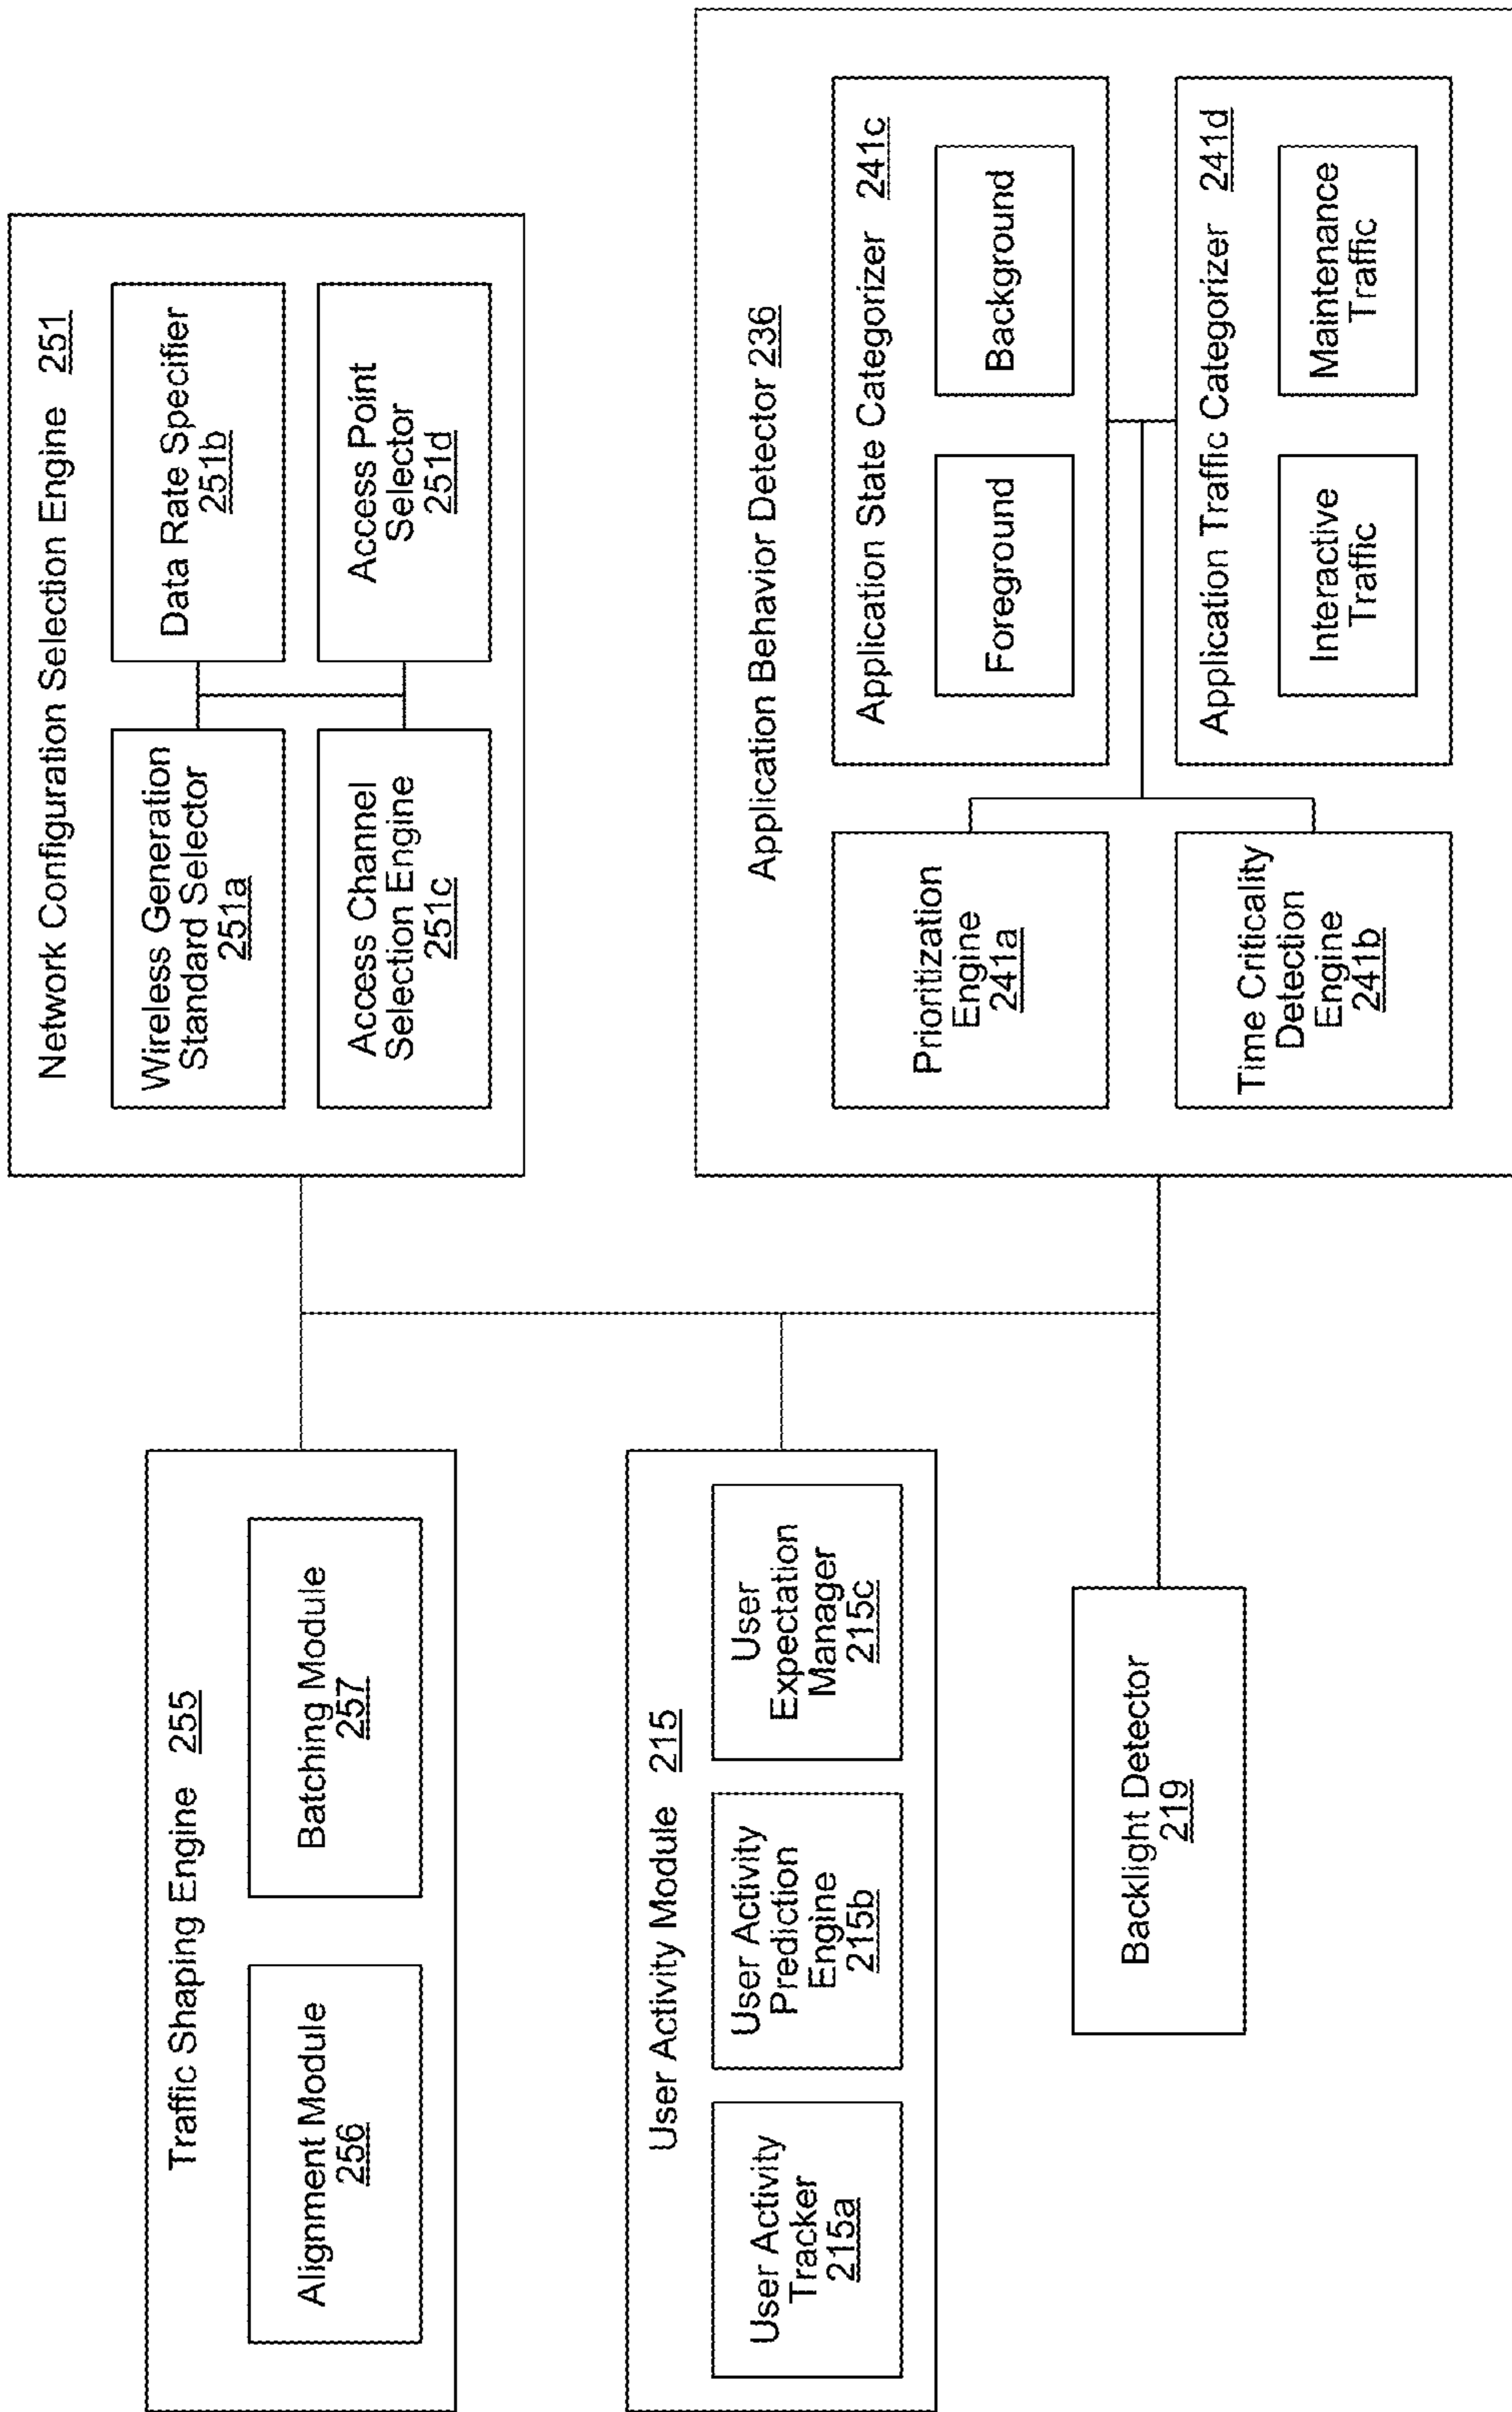 Traffic Shaping Engine 255
Alignment Module
256
Batching Module
257
User Activity Module 215
User Activity
Tracker
215a
User Activity
Prediction
Engine
215b
User
Expectation
Manager
215c
Backlight Detector
219
Network Configuration Selection Engine 251
Wireless Generation
Standard Selector
251a
Data Rate Specifier
251b
Access Channel
Selection Engine
251c
Access Point
Selector
251d
Application Behavior Detector 236
Prioritization
Engine
241a
Time Criticality
Detection
Engine
241b
Application State Categorizer 241c
Foreground
Background
Application Traffic Categorizer 241d
Interactive
Traffic
Maintenance
Traffic